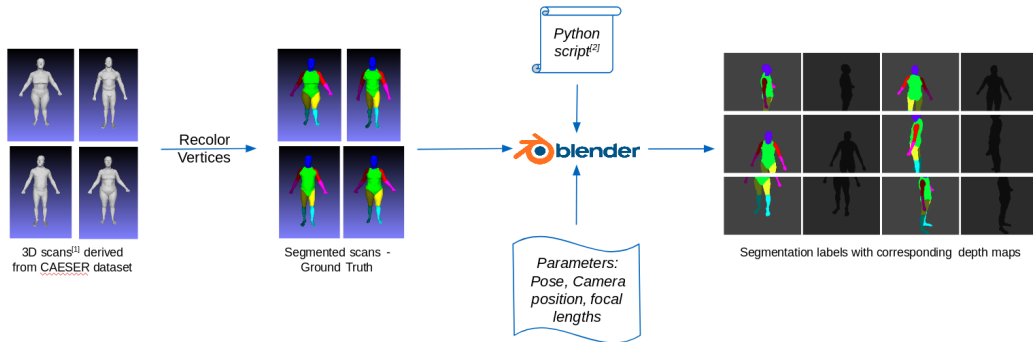 3D scans[1] derived
from CAESER dataset
Recolor
Vertices
Segmented scans -
Ground Truth
Python
script[2]
blender
Parameters:
Pose, Camera
position, focal
lengths
Segmentation labels with corresponding depth maps